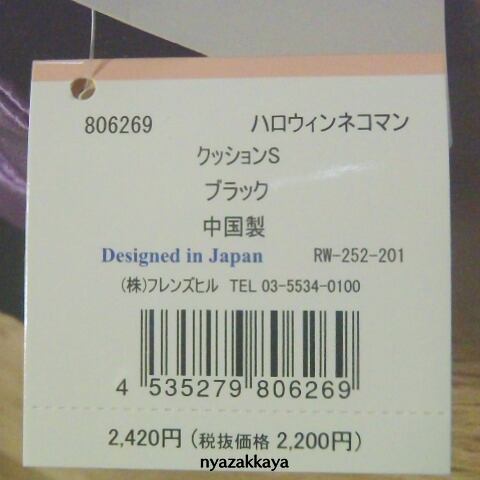 806269 ハロウィンネコマン
クッションS
ブラック
中国製
Designed in Japan RW-252-201
(株)フレンズヒル TEL 03-5534-0100
4 535279 806269
2,420円 (税抜価格 2,200円)
nyazakkaya